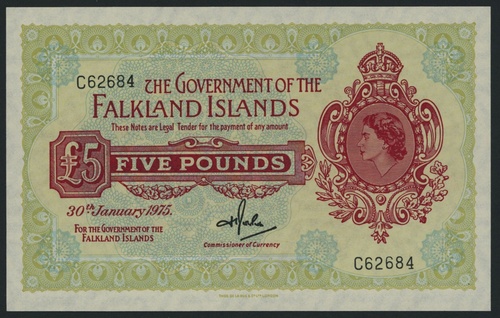 C62684
THE GOVERNMENT OF THE
FALKLAND ISLANDS
These Notes are Legal Tender for the payment of any amount
£5 FIVE POUNDS
30th January 1975.
FOR THE GOVERNMENT OF THE
FALKLAND ISLANDS
Commissioner of Currency
C62684